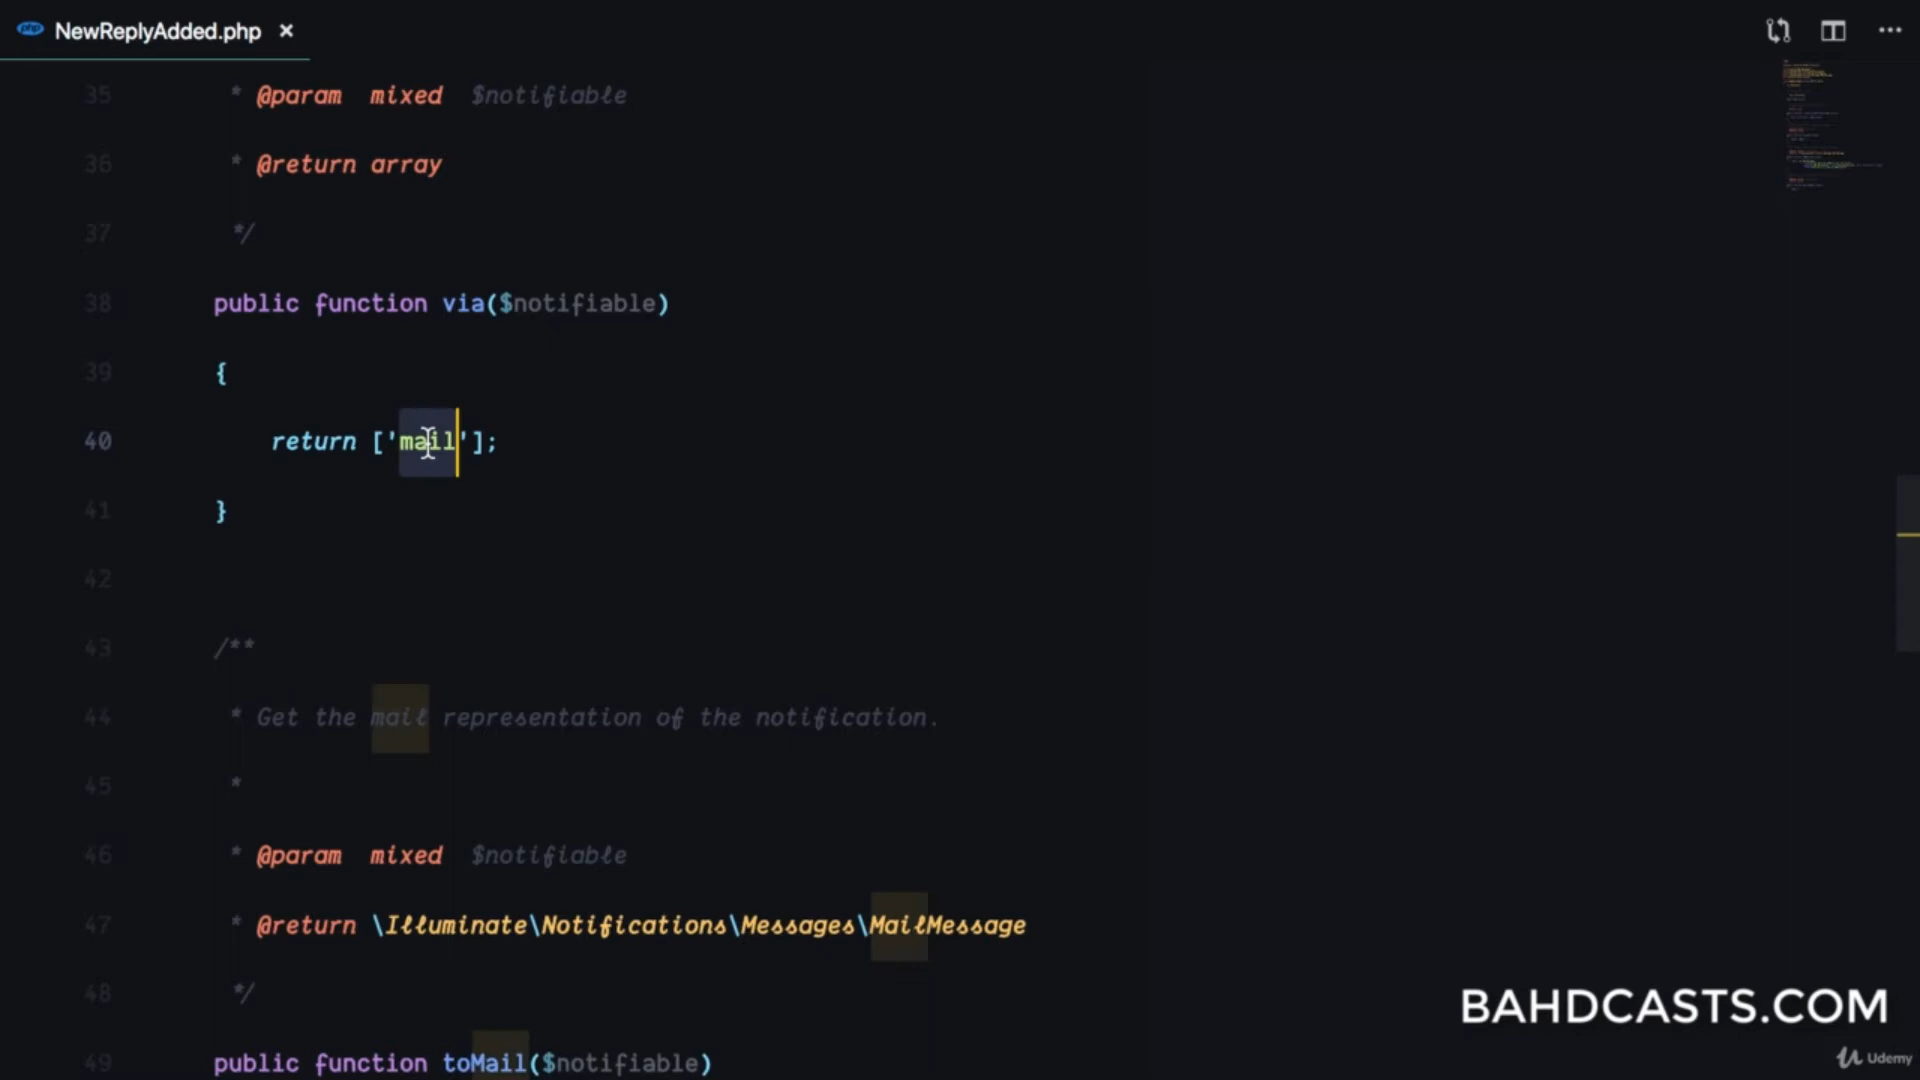 NewReplyAdded.php ×
35 * @param mixed $notifiable
36 * @return array
37 */
38 public function via($notifiable)
39 {
40 return ['mail'];
41 }
42
43 /**
44 * Get the mail representation of the notification.
45 *
46 * @param mixed $notifiable
47 * @return \Illuminate\Notifications\Messages\MailMessage
48 */
49 public function toMail($notifiable)
BAHDCASTS.COM
Udemy